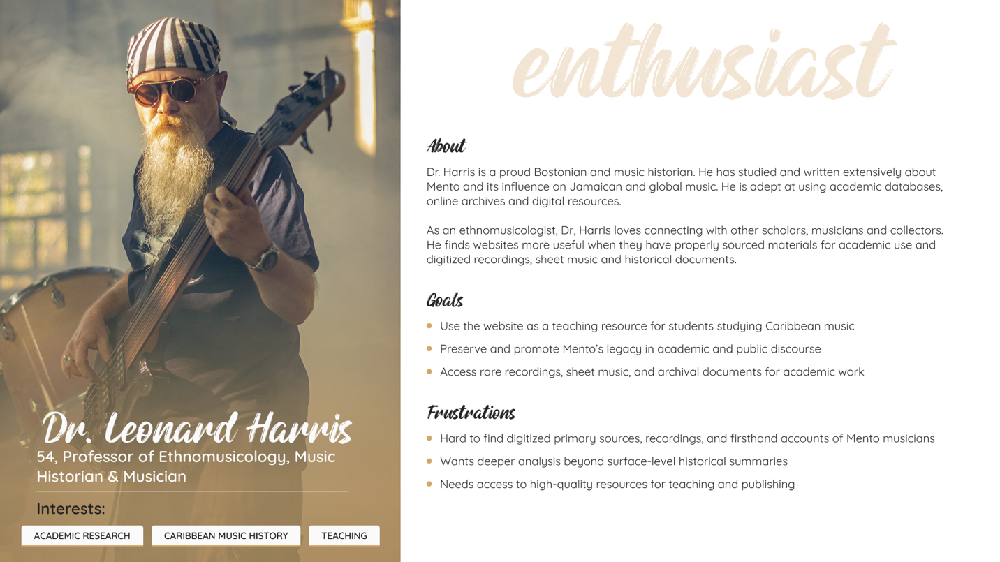 enthusiast
About
Dr. Harris is a proud Bostonian and music historian. He has studied and written extensively about
Mento and its influence on Jamaican and global music. He is adept at using academic databases,
online archives and digital resources.
As an ethnomusicologist, Dr, Harris loves connecting with other scholars, musicians and collectors.
He finds websites more useful when they have properly sourced materials for academic use and
digitized recordings, sheet music and historical documents.
Goals
Use the website as a teaching resource for students studying Caribbean music
Preserve and promote Mento’s legacy in academic and public discourse
Access rare recordings, sheet music, and archival documents for academic work
Frustrations
Hard to find digitized primary sources, recordings, and firsthand accounts of Mento musicians
Wants deeper analysis beyond surface-level historical summaries
Needs access to high-quality resources for teaching and publishing
Dr. Leonard Harris
54, Professor of Ethnomusicology, Music
Historian & Musician
Interests:
ACADEMIC RESEARCH
CARIBBEAN MUSIC HISTORY
TEACHING